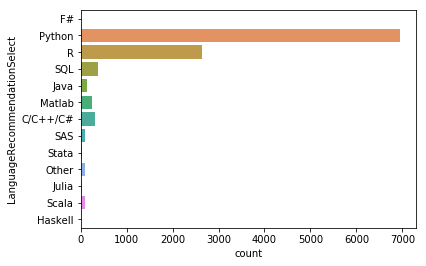 F#
Python
R
SQL
Java
Matlab
C/C++/C#
SAS
Stata
Other
Julia
Scala
Haskell
LanguageRecommendationSelect
0 1000 2000 3000 4000 5000 6000 7000
count